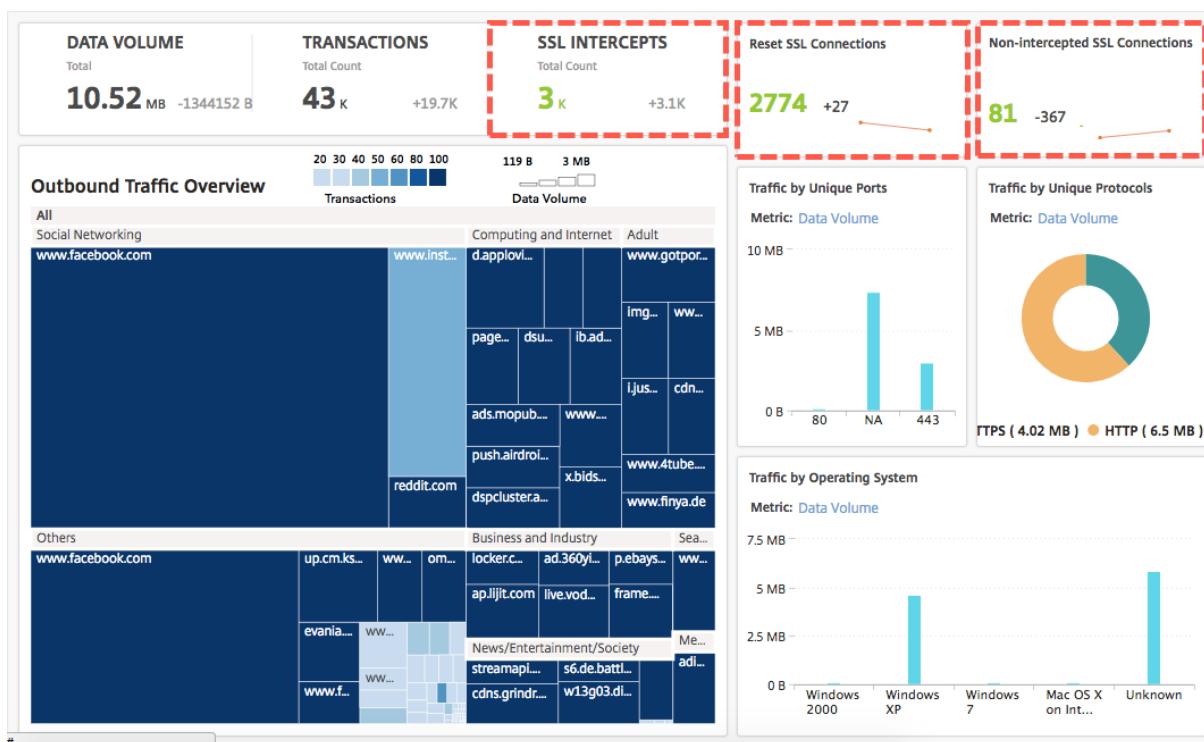 DATA VOLUME
Total
10.52 MB -1344152 B
TRANSACTIONS
Total Count
43 K +19.7K
SSL INTERCEPTS
Total Count
3 K +3.1K
Reset SSL Connections
2774 +27
Non-intercepted SSL Connections
81 -367
Outbound Traffic Overview
20 30 40 50 60 80 100
Transactions
119 B 3 MB
Data Volume
All
Social Networking
www.facebook.com
www.inst...
reddit.com
Computing and Internet
d.applovi...
page... dsu... ib.ad...
ads.mopub... www....
push.airdroi...
x.bids...
dspcluster.a...
Adult
www.gotpor...
img... ww...
i.jus... cdn...
www.4tube....
www.finya.de
Others
www.facebook.com
up.cm.ks... ww... om...
evania.... ww...
ww...
www.f...
Business and Industry
locker.c... ad.360yi... p.ebays...
ap.lijit.com live.vod... frame....
Sea...
ww...
News/Entertainment/Society
streamapi.... s6.de.battl...
cdns.grindr.... w13g03.di...
Me...
adi...
Traffic by Unique Ports
Metric: Data Volume
10 MB
5 MB
0 B
80 NA 443
Traffic by Unique Protocols
Metric: Data Volume
TTPS ( 4.02 MB ) HTTP ( 6.5 MB )
Traffic by Operating System
Metric: Data Volume
7.5 MB
5 MB
2.5 MB
0 B
Windows 2000
Windows XP
Windows 7
Mac OS X on Int...
Unknown
#